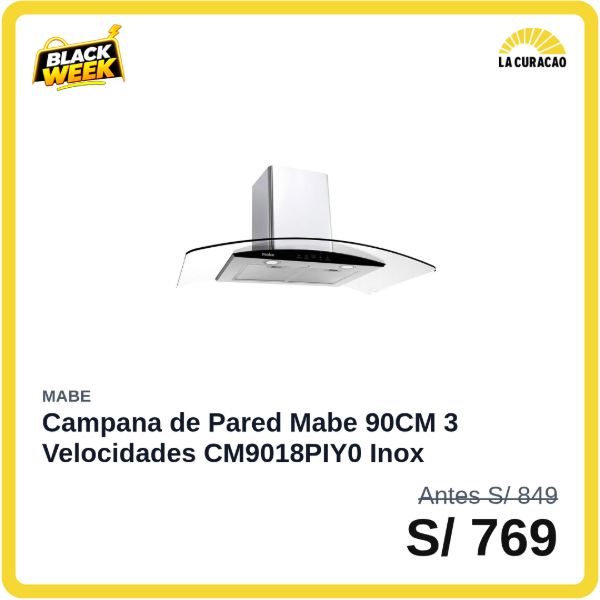 BLACK
WEEK
LA CURACAO
mabe
MABE
Campana de Pared Mabe 90CM 3
Velocidades CM9018PIY0 Inox
Antes S/ 849
S/ 769